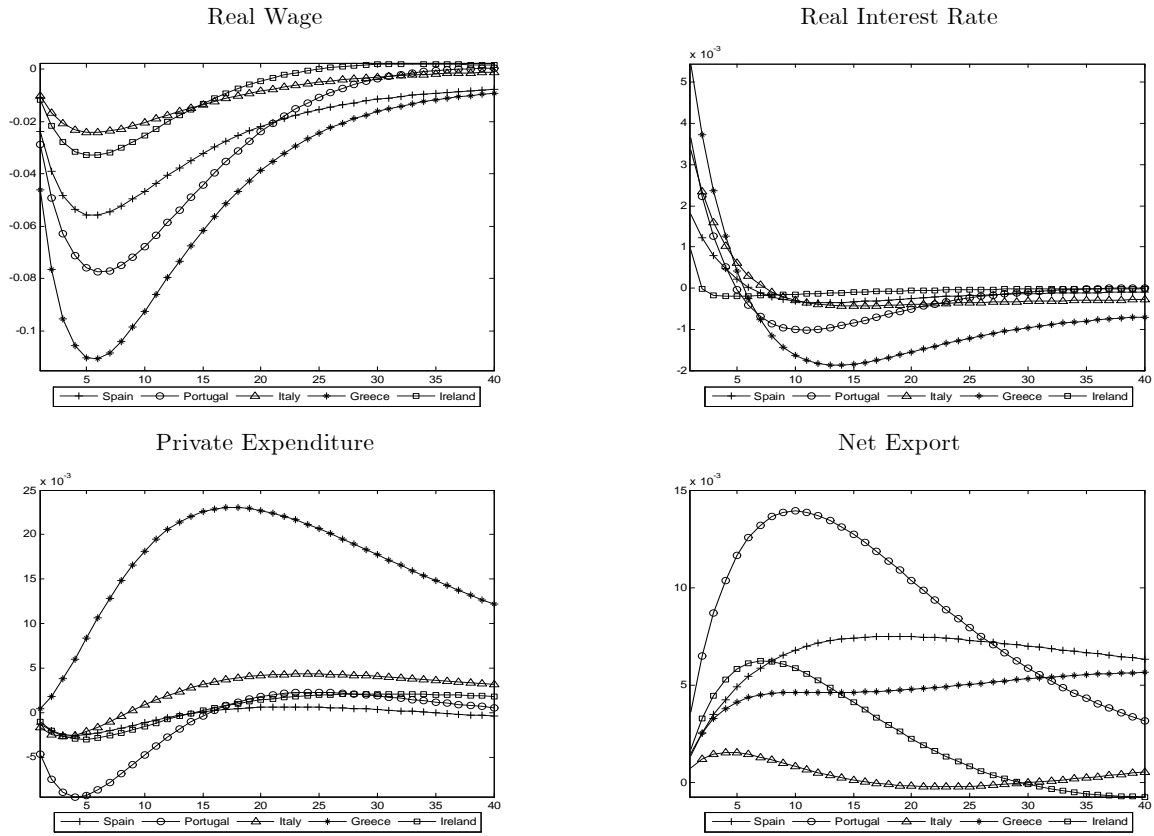 Real Wage
Real Interest Rate
0
-0.02
-0.04
-0.06
-0.08
-0.1
5 10 15 20 25 30 35 40
Spain Portugal Italy Greece Ireland
x 10⁻³
5
4
3
2
1
0
-1
-2
5 10 15 20 25 30 35 40
Spain Portugal Italy Greece Ireland
Private Expenditure
Net Export
x 10⁻³
25
20
15
10
5
0
-5
5 10 15 20 25 30 35 40
Spain Portugal Italy Greece Ireland
x 10⁻³
15
10
5
0
5 10 15 20 25 30 35 40
Spain Portugal Italy Greece Ireland